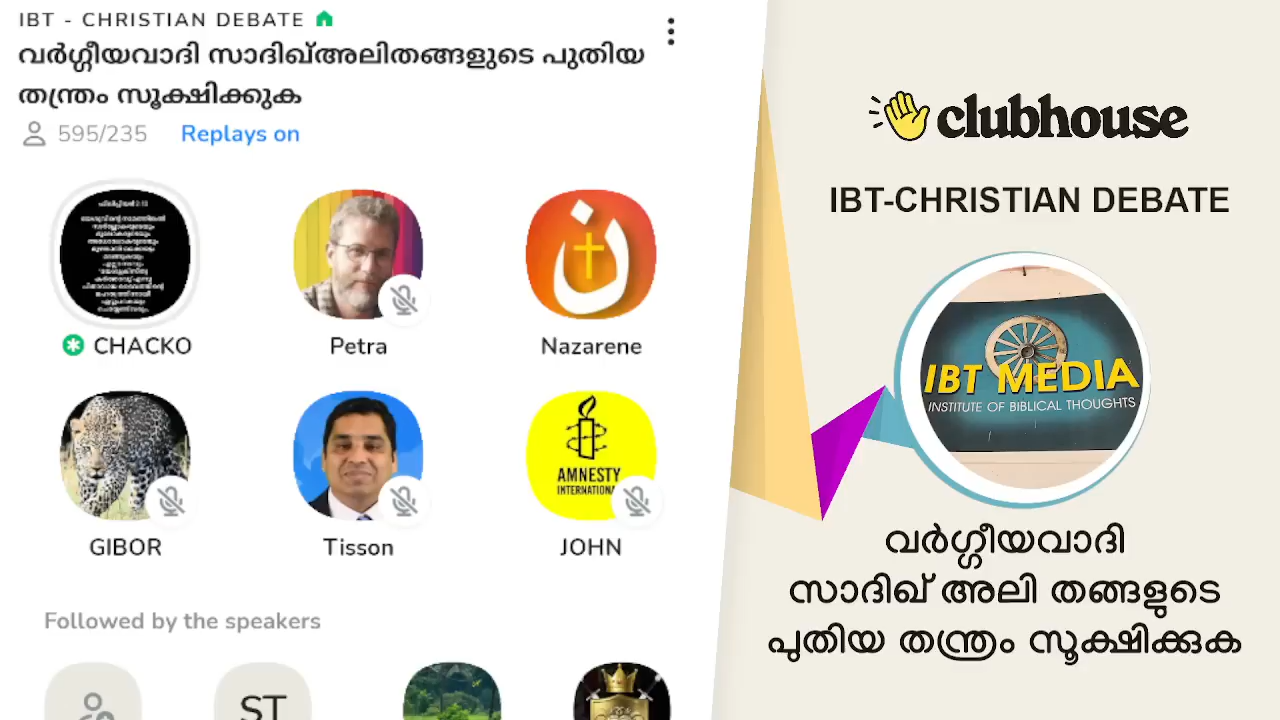 IBT - CHRISTIAN DEBATE
വർഗ്ഗീയവാദി സാദിഖ്അലിതങ്ങളുടെ പുതിയ
തന്ത്രം സൂക്ഷിക്കുക
595/235 Replays on
CHACKO
Petra
Nazarene
ن
AMNESTY
INTERNATIONA
GIBOR
Tisson
JOHN
Followed by the speakers
ST
clubhouse
IBT-CHRISTIAN DEBATE
IBT MEDIA
INSTITUTE OF BIBLICAL THOUGHTS
വർഗ്ഗീയവാദി
സാദിഖ് അലി തങ്ങളുടെ
പുതിയ തന്ത്രം സൂക്ഷിക്കുക